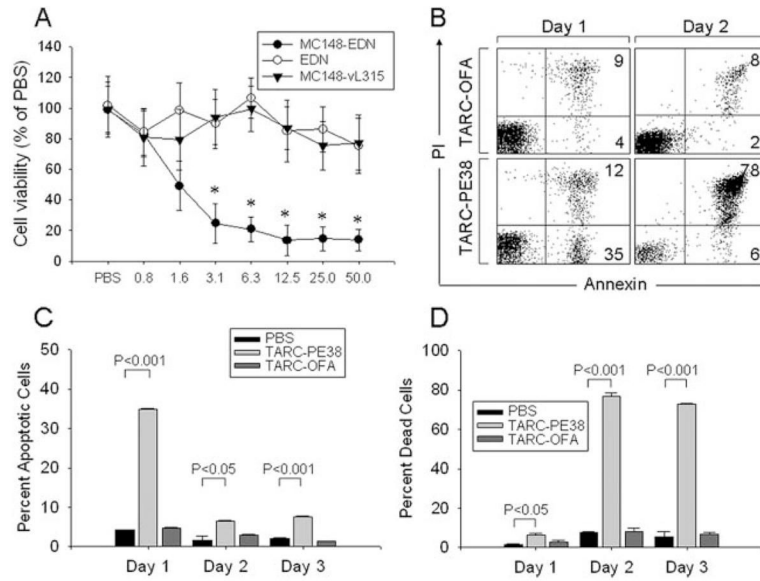 A
MC148-EDN
EDN
MC148-vL315
Cell viability (% of PBS)
140
120
100
80
60
40
20
0
* * * * *
PBS 0.8 1.6 3.1 6.3 12.5 25.0 50.0
B
Day 1 Day 2
PI
TARC-OFA
9 8
4 2
TARC-PE38
12 78
35 6
Annexin
C
PBS
TARC-PE38
TARC-OFA
Percent Apoptotic Cells
50
40
30
20
10
0
P<0.001
P<0.05
P<0.001
Day 1 Day 2 Day 3
D
PBS
TARC-PE38
TARC-OFA
Percent Dead Cells
100
80
60
40
20
0
P<0.05
P<0.001
P<0.001
Day 1 Day 2 Day 3